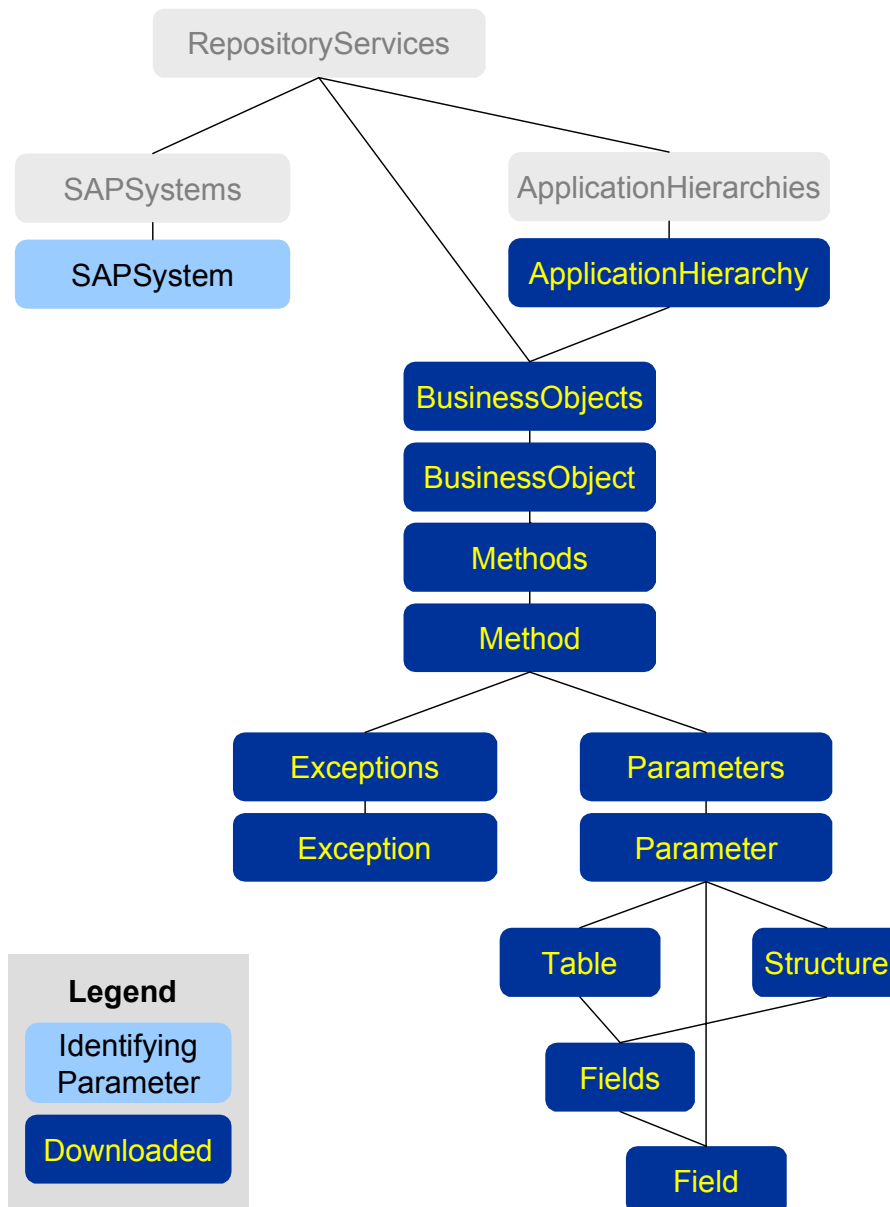 RepositoryServices
SAPSystems
ApplicationHierarchies
SAPSystem
ApplicationHierarchy
BusinessObjects
BusinessObject
Methods
Method
Exceptions
Parameters
Exception
Parameter
Table
Structure
Fields
Field
Legend
Identifying
Parameter
Downloaded